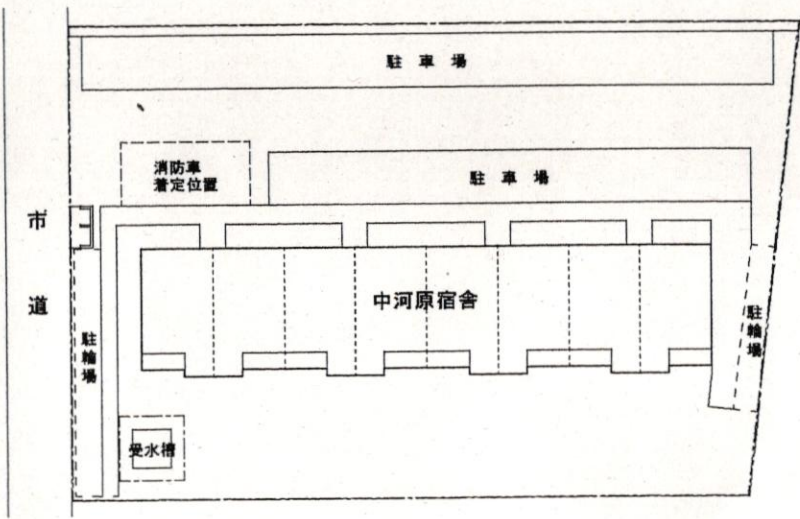 駐車場
消防車
着定位置
駐車場
市道
中河原宿舎
駐輪場
駐輪場
受水槽